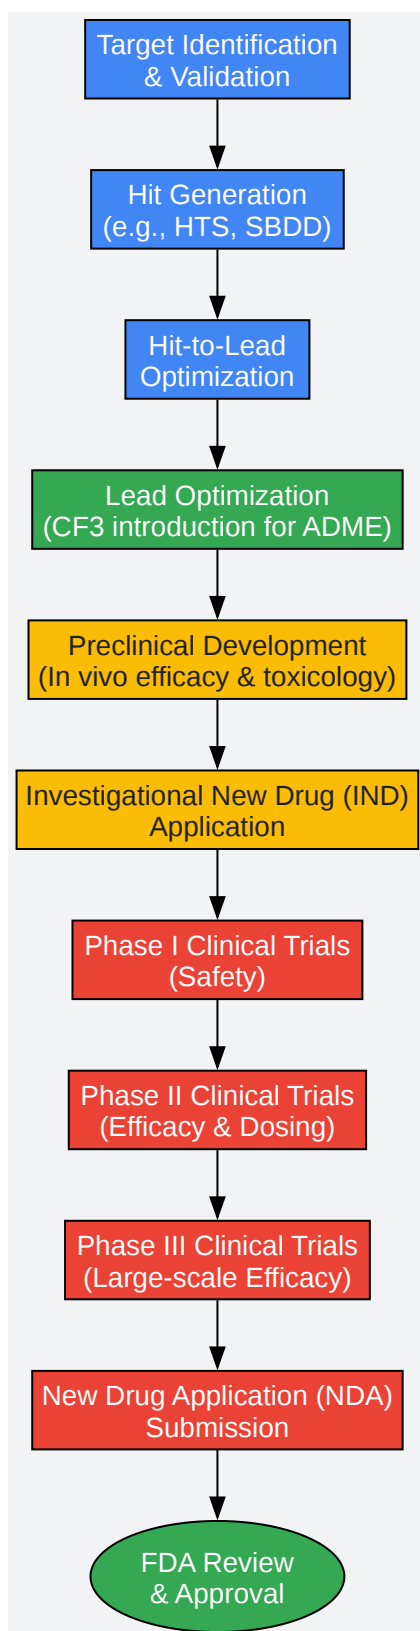 Target Identification
& Validation
Hit Generation
(e.g., HTS, SBDD)
Hit-to-Lead
Optimization
Lead Optimization
(CF3 introduction for ADME)
Preclinical Development
(In vivo efficacy & toxicology)
Investigational New Drug (IND)
Application
Phase I Clinical Trials
(Safety)
Phase II Clinical Trials
(Efficacy & Dosing)
Phase III Clinical Trials
(Large-scale Efficacy)
New Drug Application (NDA)
Submission
FDA Review
& Approval